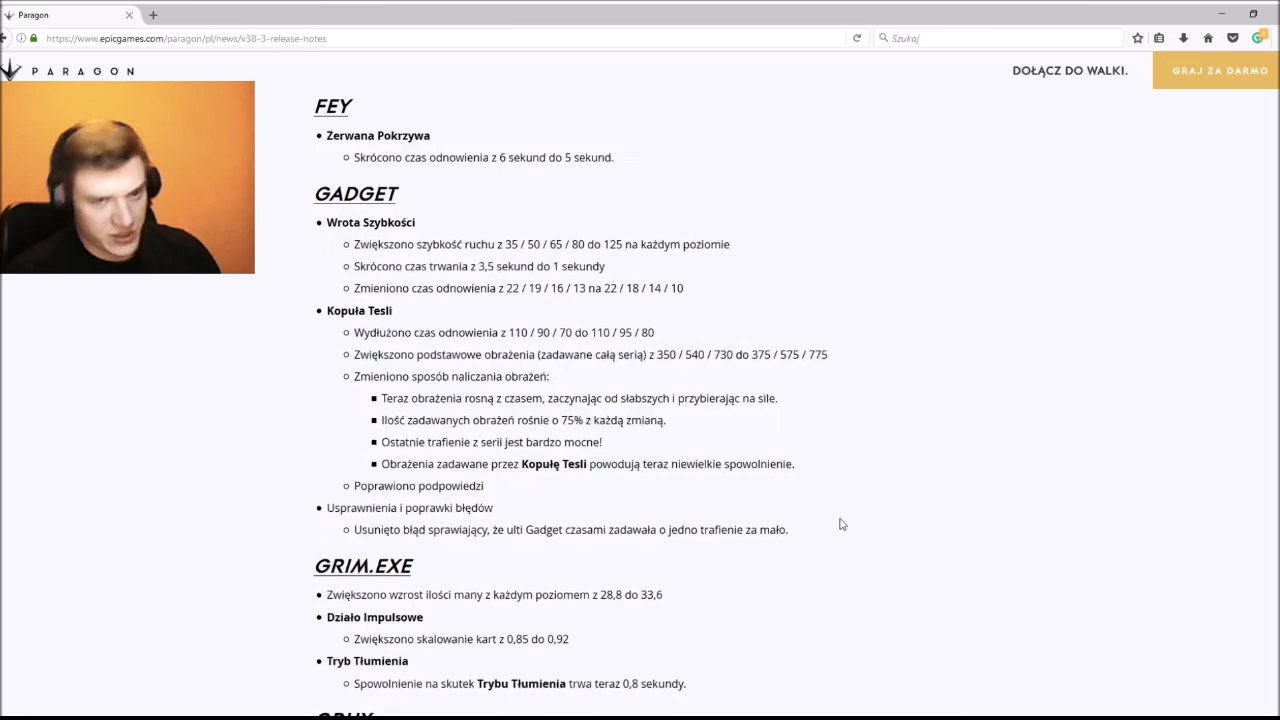 Paragon
https://www.epicgames.com/paragon/pl/news/v38-3-release-notes
Szukaj
PARAGON
DOŁĄCZ DO WALKI.
GRAJ ZA DARMO
FEY
Zerwana Pokrzywa
Skrócono czas odnowienia z 6 sekund do 5 sekund.
GADGET
Wrota Szybkości
Zwiększono szybkość ruchu z 35 / 50 / 65 / 80 do 125 na każdym poziomie
Skrócono czas trwania z 3,5 sekund do 1 sekundy
Zmieniono czas odnowienia z 22 / 19 / 16 / 13 na 22 / 18 / 14 / 10
Kopuła Tesli
Wydłużono czas odnowienia z 110 / 90 / 70 do 110 / 95 / 80
Zwiększono podstawowe obrażenia (zadawane całą serią) z 350 / 540 / 730 do 375 / 575 / 775
Zmieniono sposób naliczania obrażeń:
Teraz obrażenia rosną z czasem, zaczynając od słabszych i przybierając na sile.
Ilość zadawanych obrażeń rośnie o 75% z każdą zmianą.
Ostatnie trafienie z serii jest bardzo mocne!
Obrażenia zadawane przez Kopułę Tesli powodują teraz niewielkie spowolnienie.
Poprawiono podpowiedzi
Usprawnienia i poprawki błędów
Usunięto błąd sprawiający, że ulti Gadget czasami zadawała o jedno trafienie za mało.
GRIM.EXE
Zwiększono wzrost ilości many z każdym poziomem z 28,8 do 33,6
Działo Impulsowe
Zwiększono skalowanie kart z 0,85 do 0,92
Tryb Tłumienia
Spowolnienie na skutek Trybu Tłumienia trwa teraz 0,8 sekundy.